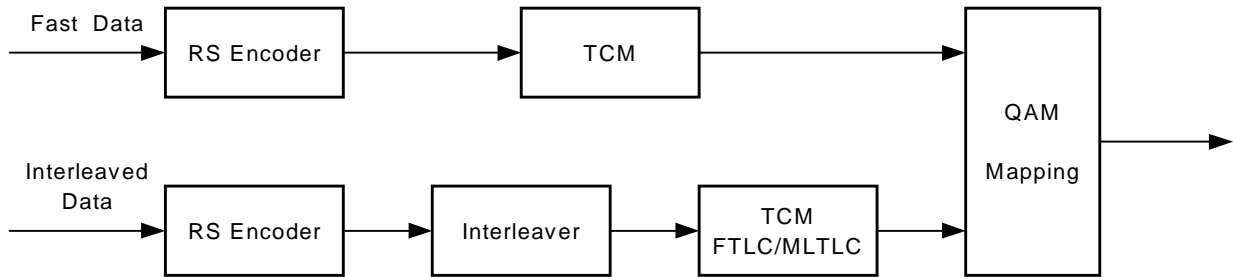 Fast Data
RS Encoder
TCM
QAM
Mapping
Interleaved
Data
RS Encoder
Interleaver
TCM
FTLC/MLTLC